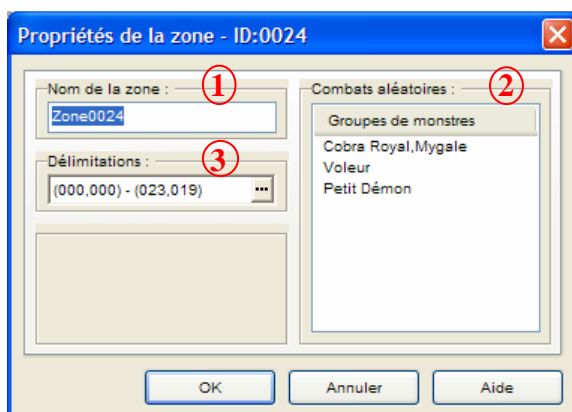 Propriétés de la zone - ID:0024
Nom de la zone : 1
Zone0024
Délimitations : 3
(000,000) - (023,019) ...
Combats aléatoires : 2
Groupes de monstres
Cobra Royal,Mygale
Voleur
Petit Démon
OK Annuler Aide